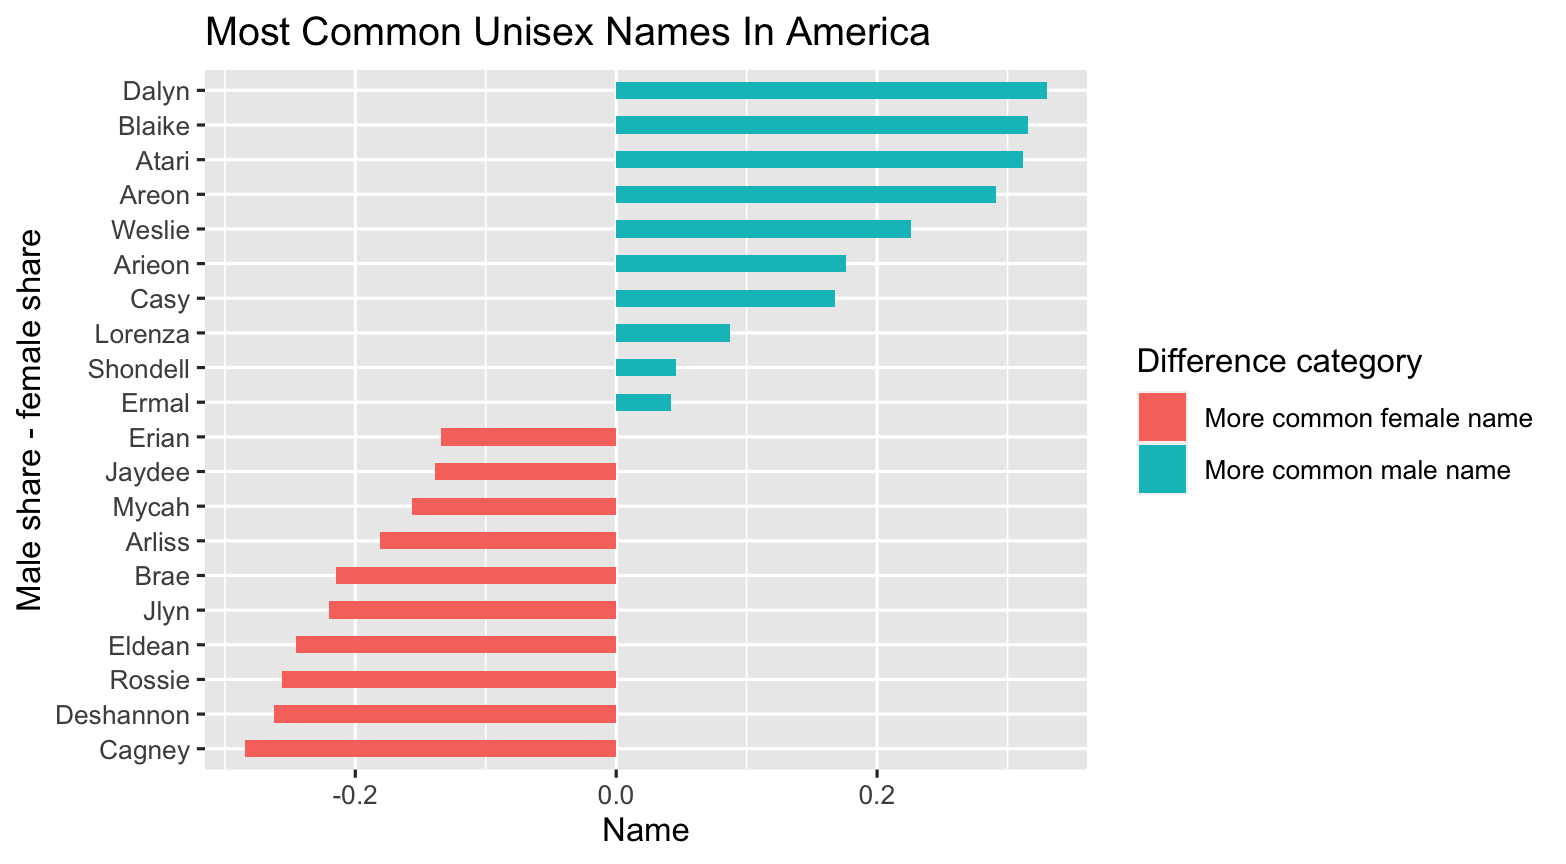 Most Common Unisex Names In America
Male share - female share
Dalyn
Blaike
Atari
Areon
Weslie
Arieon
Casy
Lorenza
Shondell
Ermal
Erian
Jaydee
Mycah
Arliss
Brae
Jlyn
Eldean
Rossie
Deshannon
Cagney
-0.2 0.0 0.2
Name
Difference category
More common female name
More common male name